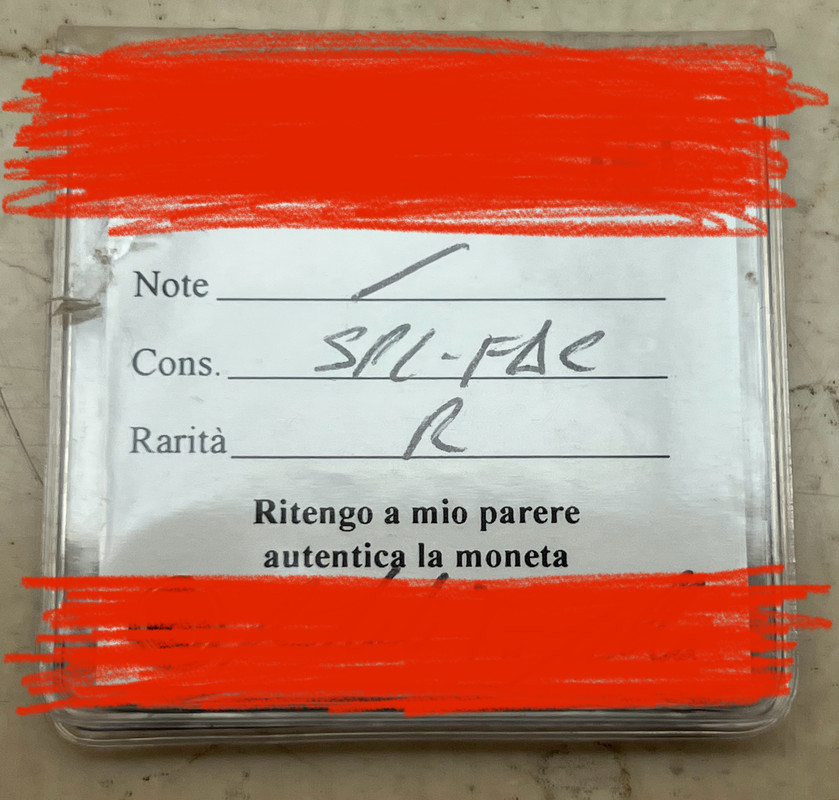 Note /
Cons. SPL-FDC
Rarità R
Ritengo a mio parere
autentica la moneta